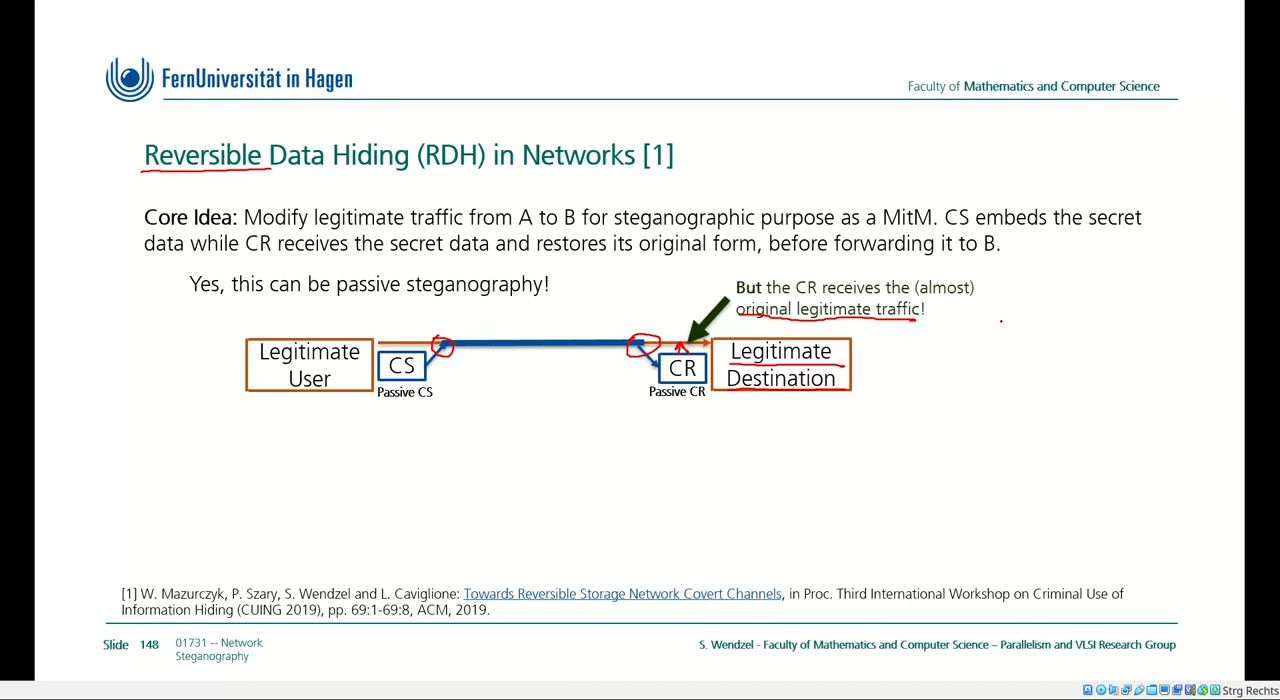 FernUniversität in Hagen
Faculty of Mathematics and Computer Science
Reversible Data Hiding (RDH) in Networks [1]
Core Idea: Modify legitimate traffic from A to B for steganographic purpose as a MitM. CS embeds the secret
data while CR receives the secret data and restores its original form, before forwarding it to B.
Yes, this can be passive steganography!
But the CR receives the (almost)
original legitimate traffic!
Legitimate
User
CS
Passive CS
CR
Passive CR
Legitimate
Destination
[1] W. Mazurczyk, P. Szary, S. Wendzel and L. Caviglione: Towards Reversible Storage Network Covert Channels, in Proc. Third International Workshop on Criminal Use of
Information Hiding (CUING 2019), pp. 69:1-69:8, ACM, 2019.
Slide 148
01731 -- Network
Steganography
S. Wendzel - Faculty of Mathematics and Computer Science – Parallelism and VLSI Research Group
Strg Rechts